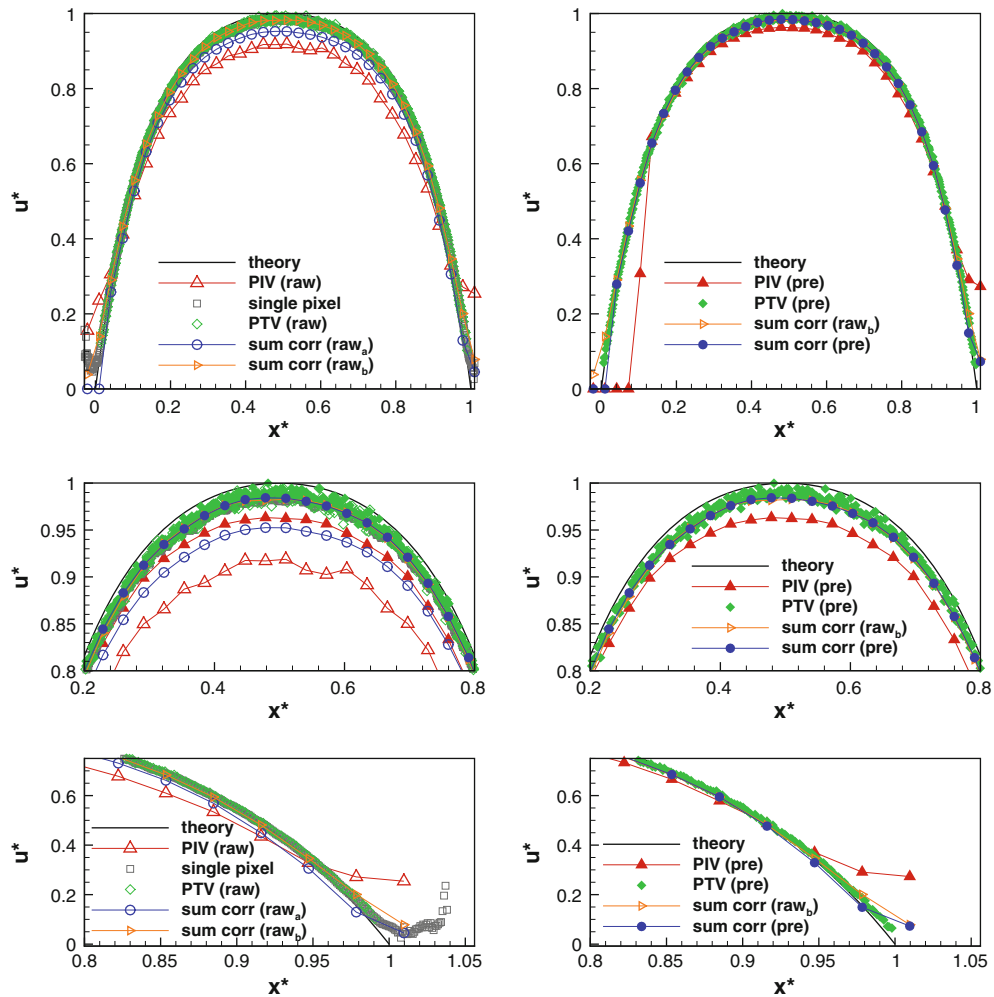 1
0.8
0.6
0.4
0.2
0
u*
theory
PIV (raw)
single pixel
PTV (raw)
sum corr (raw_a)
sum corr (raw_b)
0 0.2 0.4 0.6 0.8 1
x*
1
0.8
0.6
0.4
0.2
0
u*
theory
PIV (pre)
PTV (pre)
sum corr (raw_b)
sum corr (pre)
0 0.2 0.4 0.6 0.8 1
x*
1
0.95
0.9
0.85
0.8
u*
0.2 0.4 0.6 0.8
x*
1
0.95
0.9
0.85
0.8
u*
theory
PIV (pre)
PTV (pre)
sum corr (raw_b)
sum corr (pre)
0.2 0.4 0.6 0.8
x*
0.6
0.4
0.2
0
u*
theory
PIV (raw)
single pixel
PTV (raw)
sum corr (raw_a)
sum corr (raw_b)
0.8 0.85 0.9 0.95 1 1.05
x*
0.6
0.4
0.2
0
u*
theory
PIV (pre)
PTV (pre)
sum corr (raw_b)
sum corr (pre)
0.8 0.85 0.9 0.95 1 1.05
x*